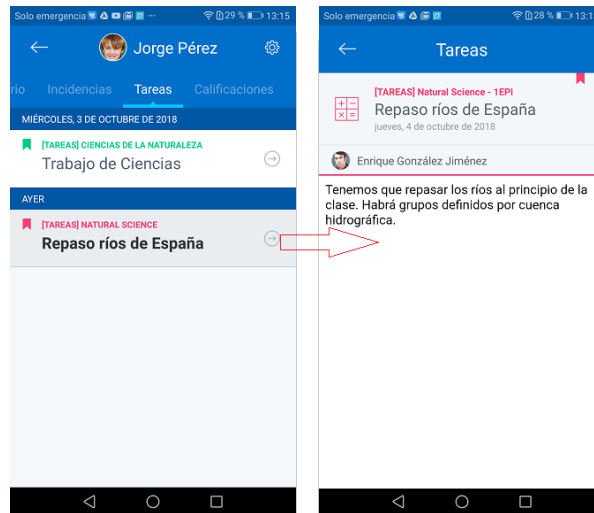 Solo emergencia 29 % 13:15
Jorge Pérez
rio Incidencias Tareas Calificaciones
MIÉRCOLES, 3 DE OCTUBRE DE 2018
[TAREAS] CIENCIAS DE LA NATURALEZA
Trabajo de Ciencias
AYER
[TAREAS] NATURAL SCIENCE
Repaso ríos de España
Solo emergencia 28 % 13:1
Tareas
[TAREAS] Natural Science - 1EPI
Repaso ríos de España
jueves, 4 de octubre de 2018
Enrique González Jiménez
Tenemos que repasar los ríos al principio de la
clase. Habrá grupos definidos por cuenca
hidrográfica.